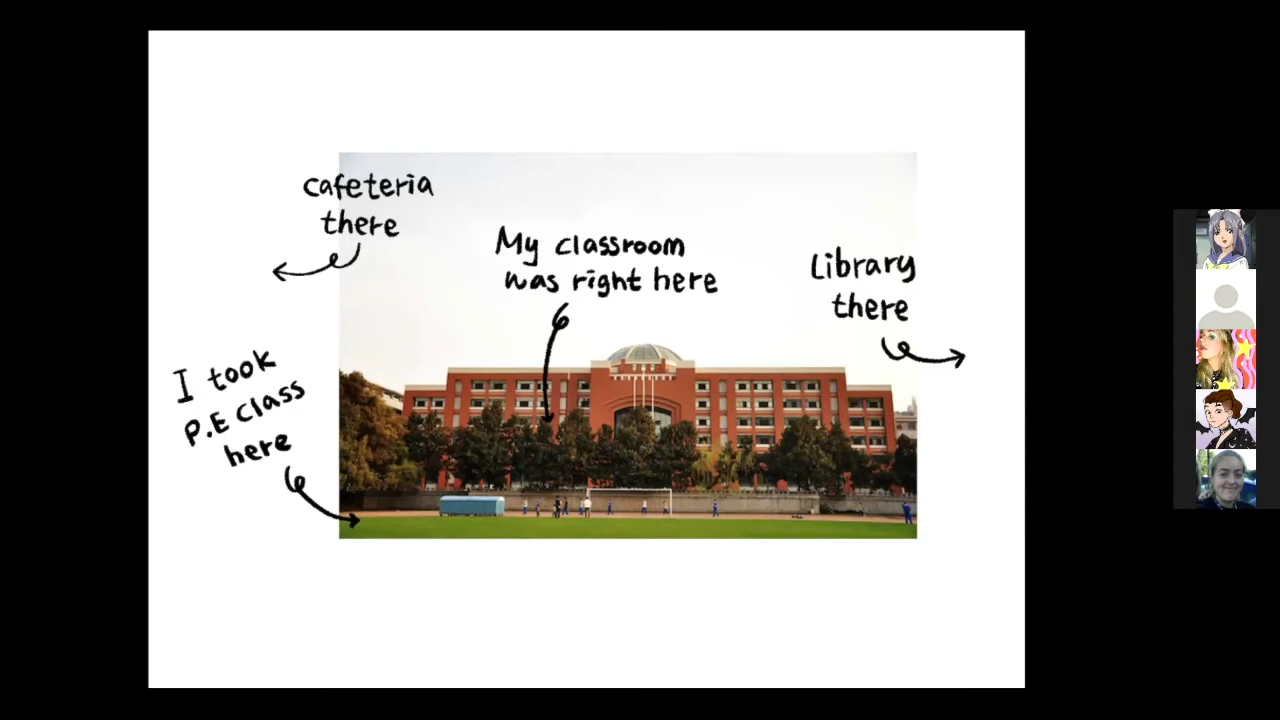 cafeteria
there
My classroom
was right here
Library
there
I took
P.E class
here